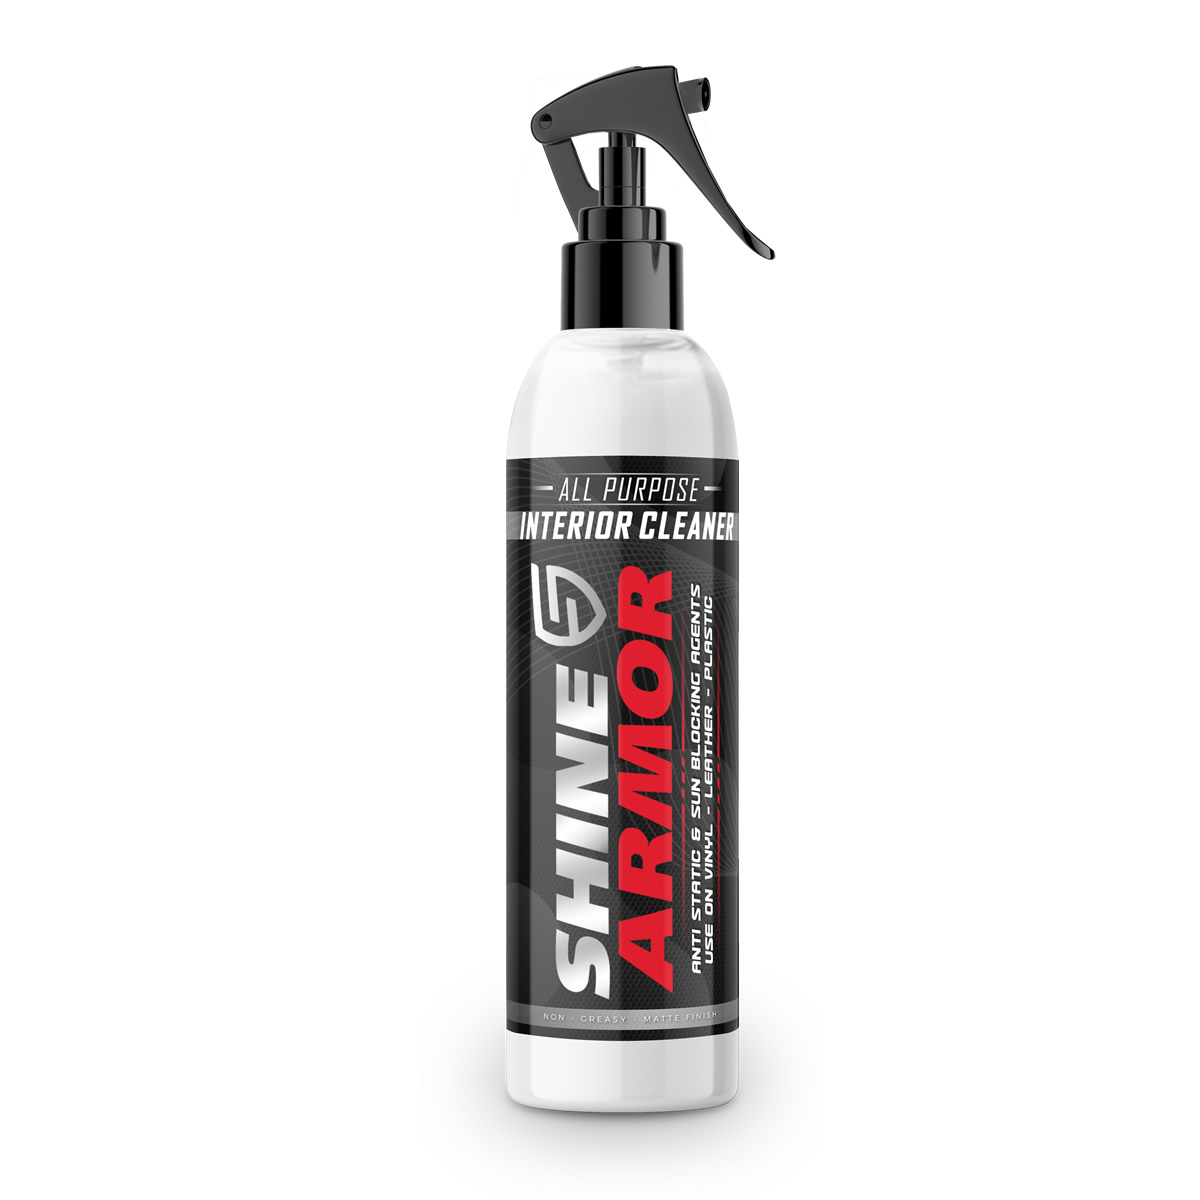 ALL PURPOSE
INTERIOR CLEANER
SHINE
ARMOR
ANTI STATIC & SUN BLOCKING AGENTS
USE ON VINYL - LEATHER - PLASTIC
NON - GREASY - MATTE FINISH